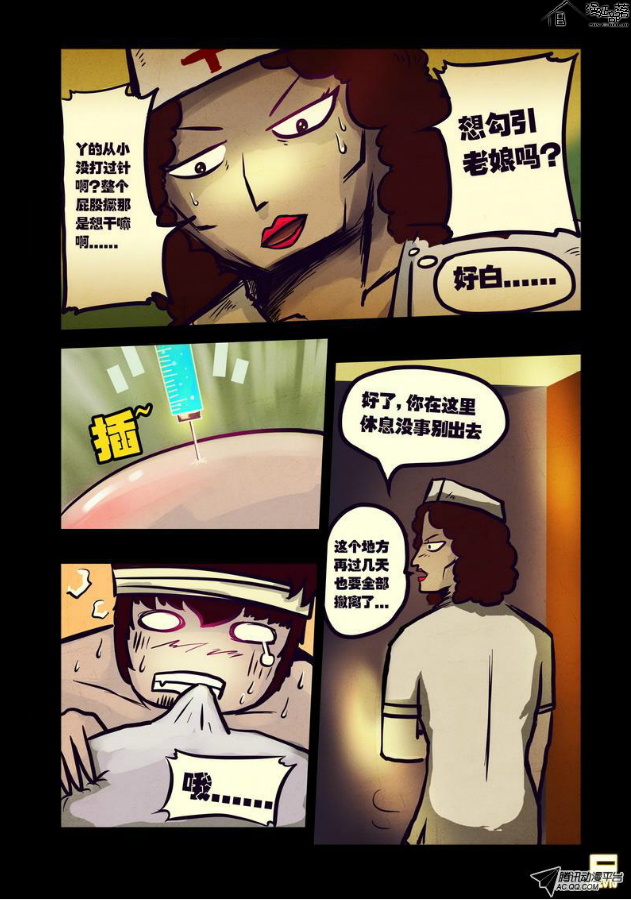 丫的从小
没打过针
啊？整个
屁股撅那
是想干嘛
啊......
想勾引
老娘吗？
好白......
插~
好了，你在这里
休息没事别出去
这个地方
再过几天
也要全部
撤离了...
哦......
腾讯动漫平台
AC.QQ.COM